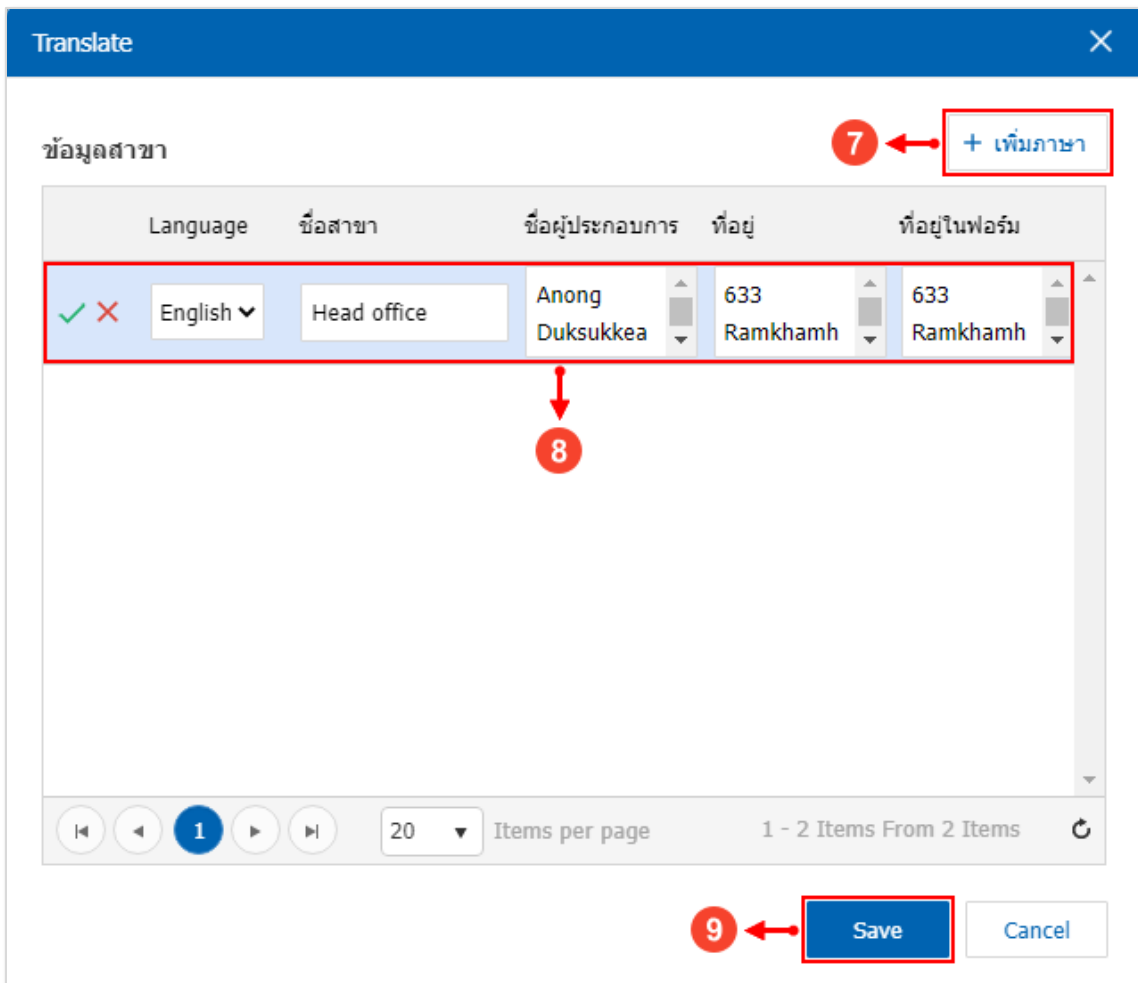 Translate
ข้อมูลสาขา
7
+ เพิ่มภาษา
Language ชื่อสาขา ชื่อผู้ประกอบการ ที่อยู่ ที่อยู่ในฟอร์ม
English Head office
Anong
Duksukkea
633
Ramkhamh
633
Ramkhamh
8
1 20 Items per page 1 - 2 Items From 2 Items
9 Save Cancel